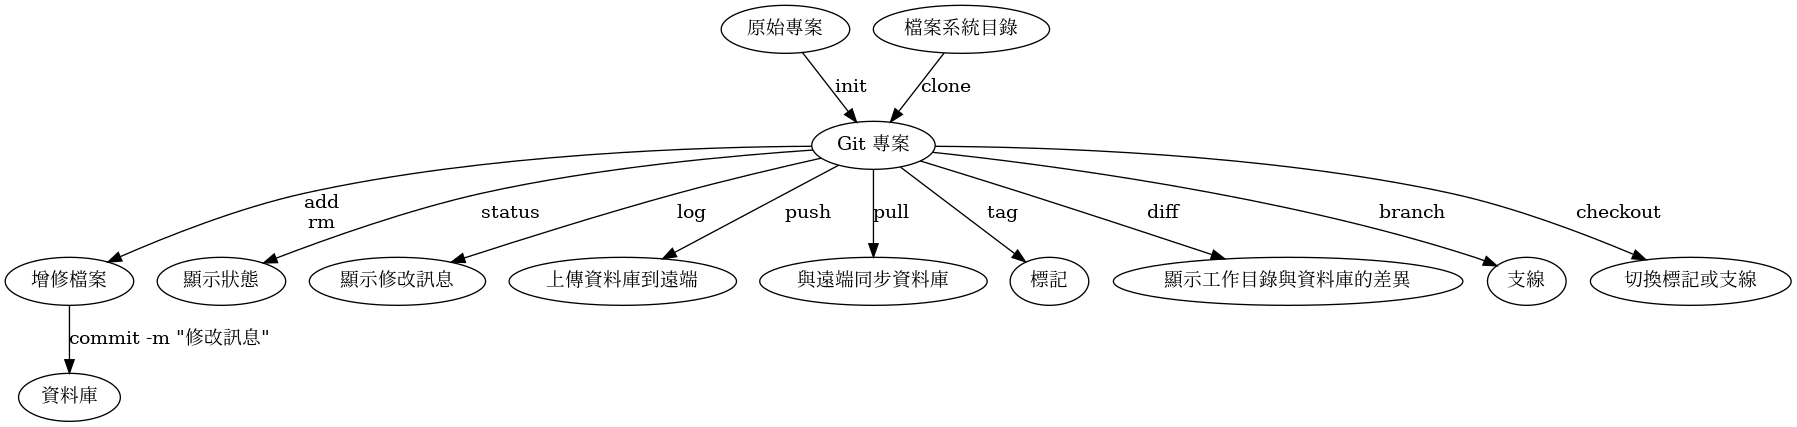 原始專案
檔案系統目錄
init
clone
Git 專案
add
rm
status
log
push
pull
tag
diff
branch
checkout
增修檔案
顯示狀態
顯示修改訊息
上傳資料庫到遠端
與遠端同步資料庫
標記
顯示工作目錄與資料庫的差異
支線
切換標記或支線
commit -m "修改訊息"
資料庫